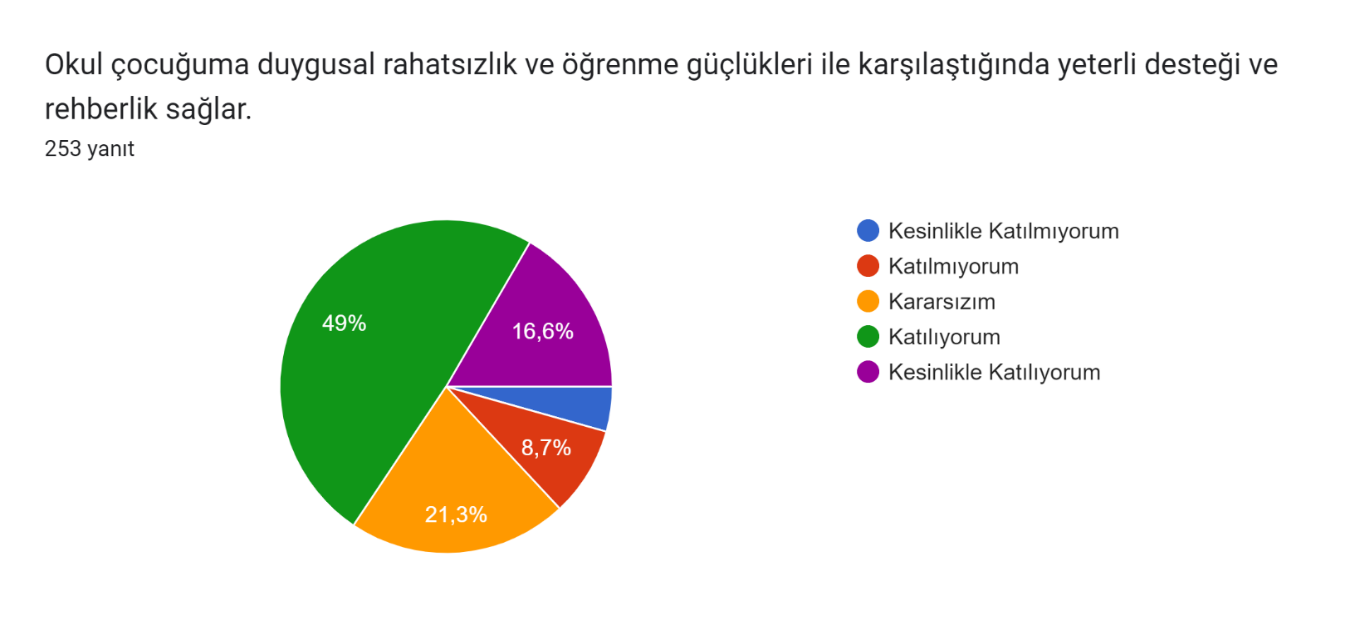 Okul çocuğuma duygusal rahatsızlık ve öğrenme güçlükleri ile karşılaştığında yeterli desteği ve
rehberlik sağlar.
253 yanıt
Kesinlikle Katılmıyorum
Katılmıyorum
Kararsızım
Katılıyorum
Kesinlikle Katılıyorum
49%
16,6%
8,7%
21,3%